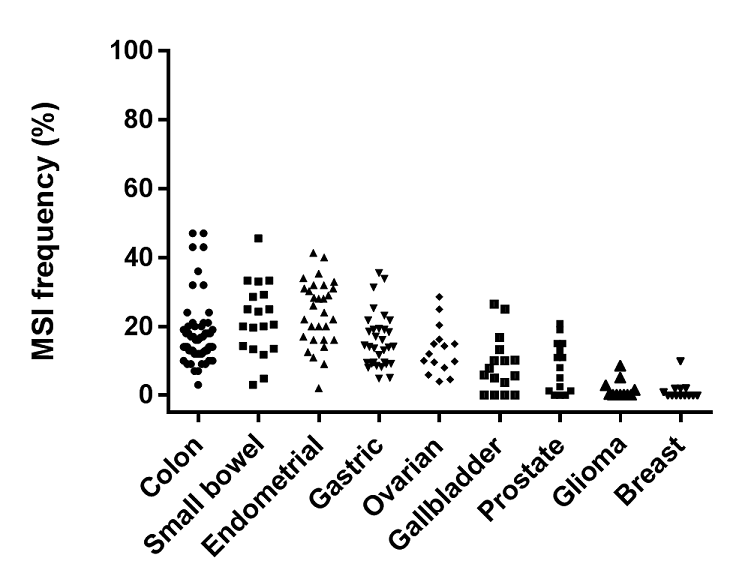 MSI frequency (%)
100
80
60
40
20
0
Colon
Small bowel
Endometrial
Gastric
Ovarian
Gallbladder
Prostate
Glioma
Breast